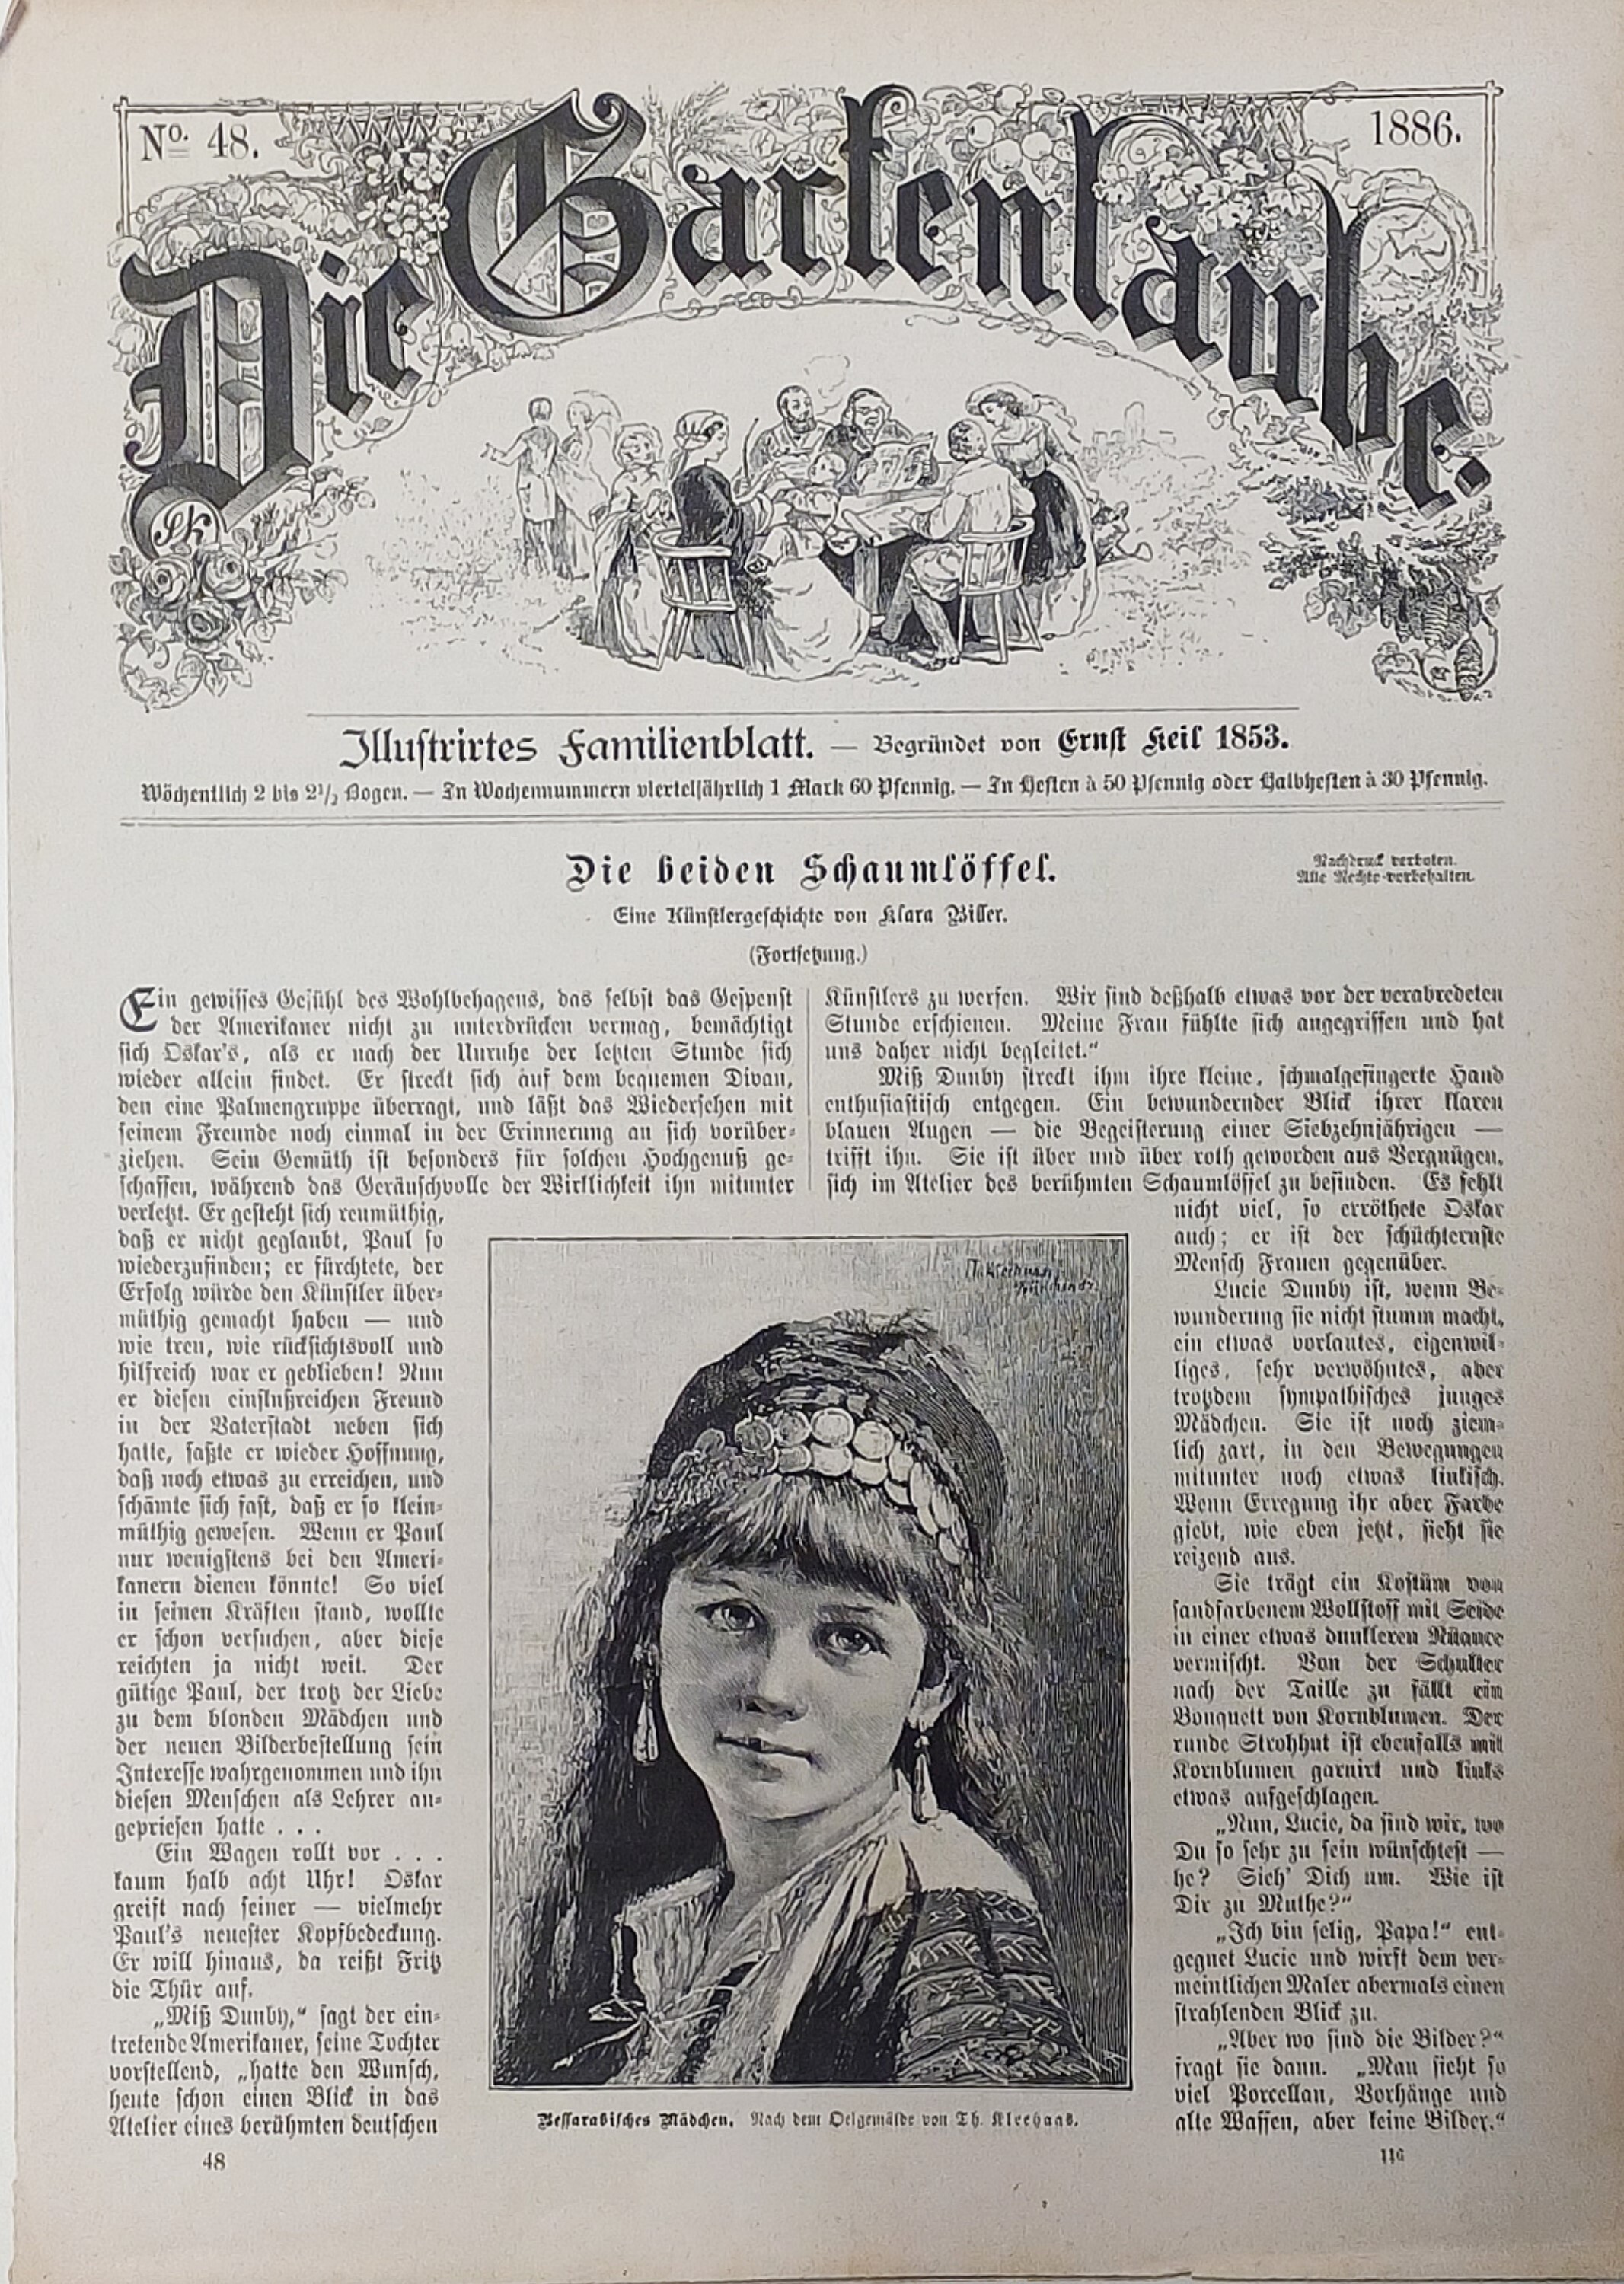 No. 48.
1886.
Die Gartenlaube.
Illustrirtes Familienblatt. — Begründet von Ernst Keil 1853.
Wöchentlich 2 bis 2½ Bogen. — In Wochennummern vierteljährlich 1 Mark 60 Pfennig. — In Heften à 50 Pfennig oder Halbheften à 30 Pfennig.
Die beiden Schaumlöffel.
Nachdruck verboten.
Alle Rechte vorbehalten.
Eine Künstlergeschichte von Klara Biller.
(Fortsetzung.)
Ein gewisses Gefühl des Wohlbehagens, das selbst das Gespenst
der Amerikaner nicht zu unterdrücken vermag, bemächtigt
sich Oskar's, als er nach der Unruhe der letzten Stunde sich
wieder allein findet. Er streckt sich auf dem bequemen Divan,
den eine Palmengruppe überragt, und läßt das Wiedersehen mit
seinem Freunde noch einmal in der Erinnerung an sich vorüber-
ziehen. Sein Gemüth ist besonders für solchen Hochgenuß ge-
schaffen, während das Geräuschvolle der Wirklichkeit ihn mitunter
verletzt. Er gesteht sich reumüthig,
daß er nicht geglaubt, Paul so
wiederzufinden; er fürchtete, der
Erfolg würde den Künstler über-
müthig gemacht haben — und
wie treu, wie rücksichtsvoll und
hilfreich war er geblieben! Nun
er diesen einflußreichen Freund
in der Vaterstadt neben sich
hatte, faßte er wieder Hoffnung,
daß noch etwas zu erreichen, und
schämte sich fast, daß er so klein-
müthig gewesen. Wenn er Paul
nur wenigstens bei den Ameri-
kanern dienen könnte! So viel
in seinen Kräften stand, wollte
er schon versuchen, aber diese
reichten ja nicht weit. Der
gütige Paul, der trotz der Liebe
zu dem blonden Mädchen und
der neuen Bilderbestellung sein
Interesse wahrgenommen und ihn
diesen Menschen als Lehrer an-
gepriesen hatte . . .
Ein Wagen rollt vor . . .
kaum halb acht Uhr! Oskar
greift nach seiner — vielmehr
Paul's neuester Kopfbedeckung.
Er will hinaus, da reißt Fritz
die Thür auf.
„Miß Dunby,“ sagt der ein-
tretende Amerikaner, seine Tochter
vorstellend, „hatte den Wunsch,
heute schon einen Blick in das
Atelier eines berühmten deutschen
48
Künstlers zu werfen. Wir sind deßhalb etwas vor der verabredeten
Stunde erschienen. Meine Frau fühlte sich angegriffen und hat
uns daher nicht begleitet.“
Miß Dunby streckt ihm ihre kleine, schmalgefingerte Hand
enthusiastisch entgegen. Ein bewundernder Blick ihrer klaren
blauen Augen — die Begeisterung einer Siebzehnjährigen —
trifft ihn. Sie ist über und über roth geworden aus Vergnügen,
sich im Atelier des berühmten Schaumlöffel zu befinden. Es fehlt
nicht viel, so erröthete Oskar
auch; er ist der schüchternste
Mensch Frauen gegenüber.
Lucie Dunby ist, wenn Be-
wunderung sie nicht stumm macht,
ein etwas vorlautes, eigenwil-
liges, sehr verwöhntes, aber
trotzdem sympathisches junges
Mädchen. Sie ist noch ziem-
lich zart, in den Bewegungen
mitunter noch etwas linkisch.
Wenn Erregung ihr aber Farbe
giebt, wie eben jetzt, sieht sie
reizend aus.
Sie trägt ein Kostüm von
sandfarbenem Wollstoff mit Seide
in einer etwas dunkleren Nüance
vermischt. Von der Schulter
nach der Taille zu fällt ein
Bouquett von Kornblumen. Der
runde Strohhut ist ebenfalls mit
Kornblumen garnirt und links
etwas aufgeschlagen.
„Nun, Lucie, da sind wir, wo
Du so sehr zu sein wünschtest —
he? Sieh' Dich um. Wie ist
Dir zu Muthe?“
„Ich bin selig, Papa!“ ent-
gegnet Lucie und wirft dem ver-
meintlichen Maler abermals einen
strahlenden Blick zu.
„Aber wo sind die Bilder?“
fragt sie dann. „Man sieht so
viel Porcellan, Vorhänge und
alte Waffen, aber keine Bilder.“
116
Bessarabisches Mädchen. Nach dem Oelgemälde von Th. Kleehaas.